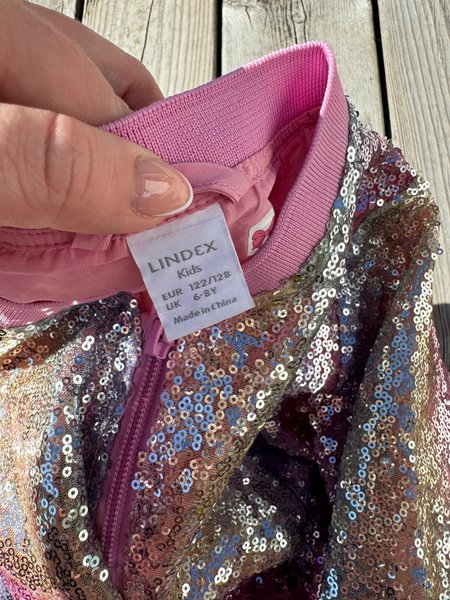 LINDEX
Kids
EUR 122/128
UK 6-8Y
Made in China